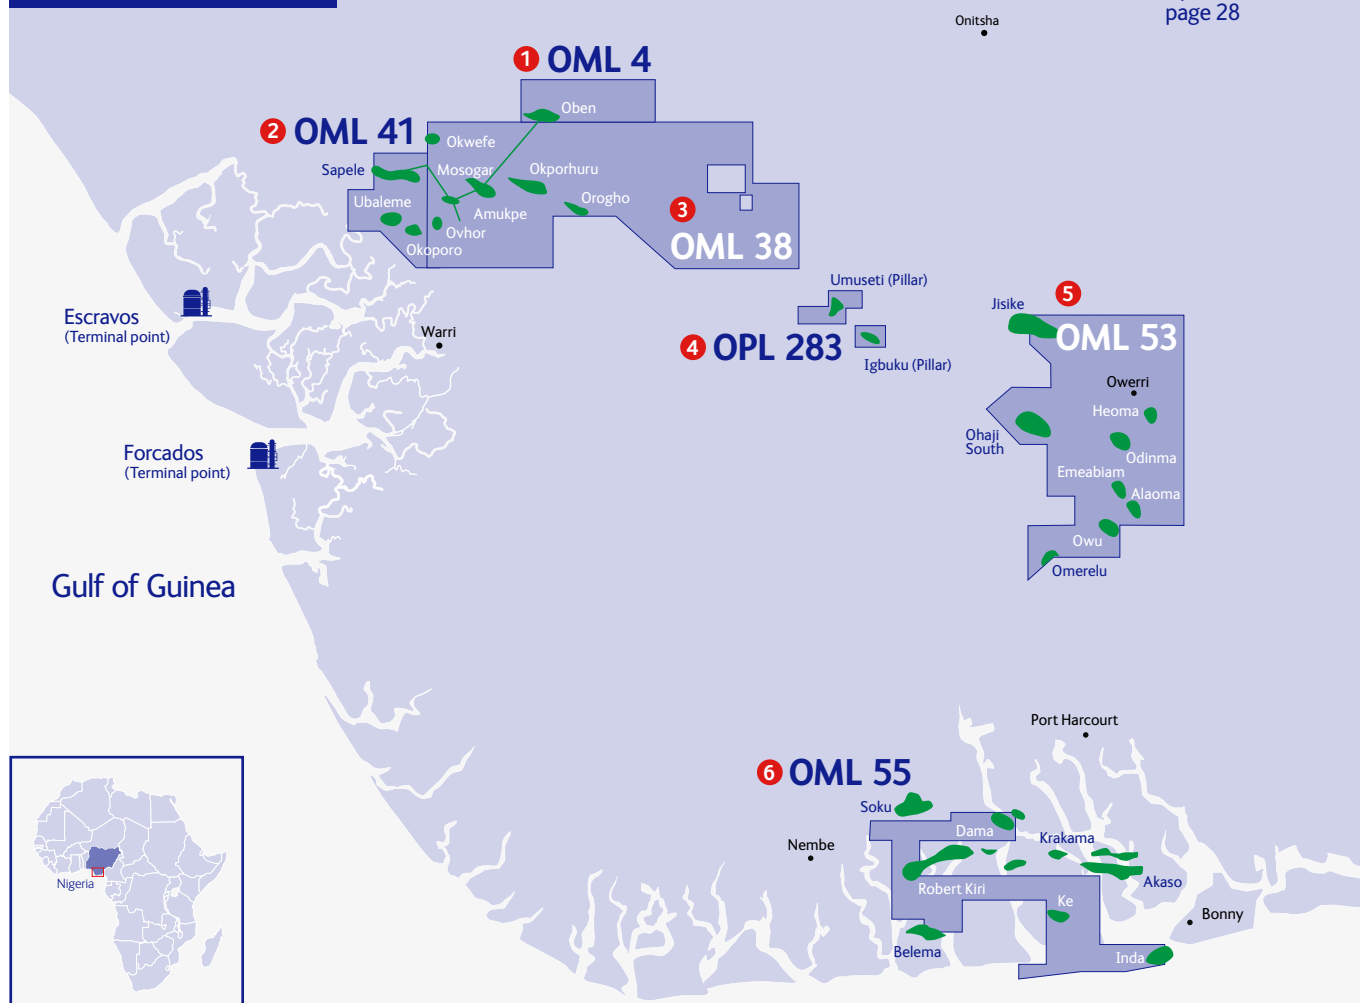 page 28
Onitsha
1 OML 4
Oben
2 OML 41
Okwefe
Sapele
Mosogar
Okporhuru
Ubaleme
Amukpe
Orogho
Ovhor
Okoporo
3
OML 38
Umuseti (Pillar)
4 OPL 283
Igbuku (Pillar)
Escravos
(Terminal point)
Warri
Forcados
(Terminal point)
Gulf of Guinea
5
Jisike
OML 53
Owerri
Heoma
Ohaji
South
Odinma
Emeabiam
Alaoma
Owu
Omerelu
Port Harcourt
6 OML 55
Soku
Nembe
Dama
Krakama
Robert Kiri
Akaso
Ke
Bonny
Belema
Inda
Nigeria